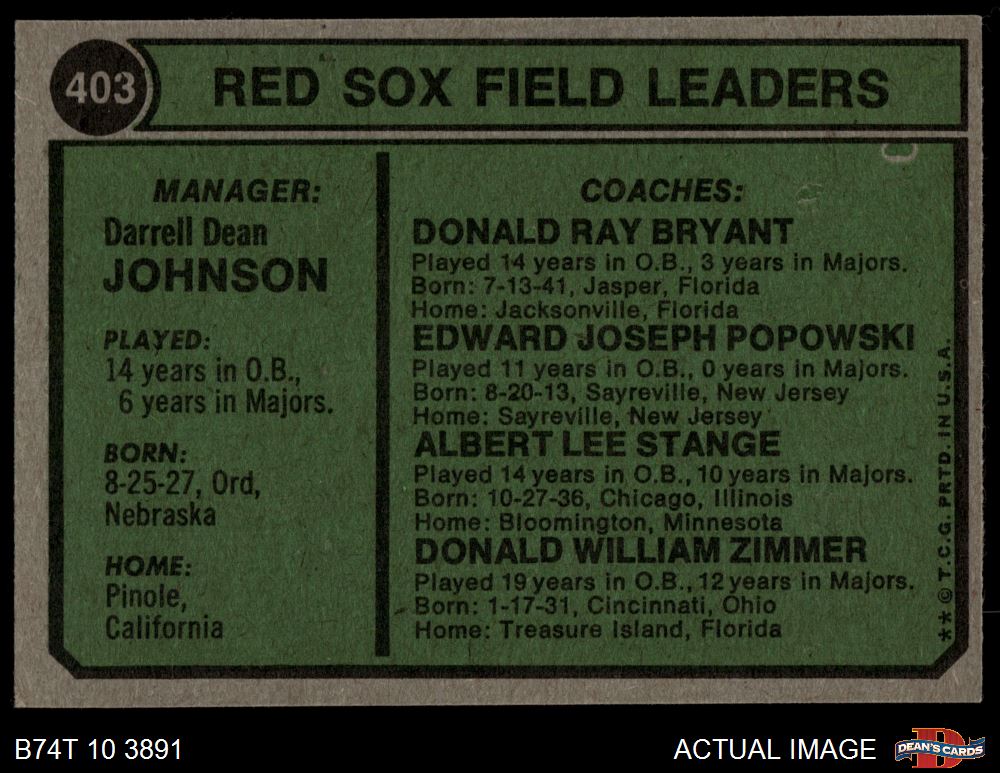 403
RED SOX FIELD LEADERS
MANAGER:
Darrell Dean
JOHNSON
PLAYED:
14 years in O.B.,
6 years in Majors.
BORN:
8-25-27, Ord,
Nebraska
HOME:
Pinole,
California
COACHES:
DONALD RAY BRYANT
Played 14 years in O.B., 3 years in Majors.
Born: 7-13-41, Jasper, Florida
Home: Jacksonville, Florida
EDWARD JOSEPH POPOWSKI
Played 11 years in O.B., 0 years in Majors.
Born: 8-20-13, Sayreville, New Jersey
Home: Sayreville, New Jersey
ALBERT LEE STANGE
Played 14 years in O.B., 10 years in Majors.
Born: 10-27-36, Chicago, Illinois
Home: Bloomington, Minnesota
DONALD WILLIAM ZIMMER
Played 19 years in O.B., 12 years in Majors.
Born: 1-17-31, Cincinnati, Ohio
Home: Treasure Island, Florida
** © T.C.G. PRTD. IN U.S.A.
B74T 10 3891
ACTUAL IMAGE
D
DEAN'S CARDS